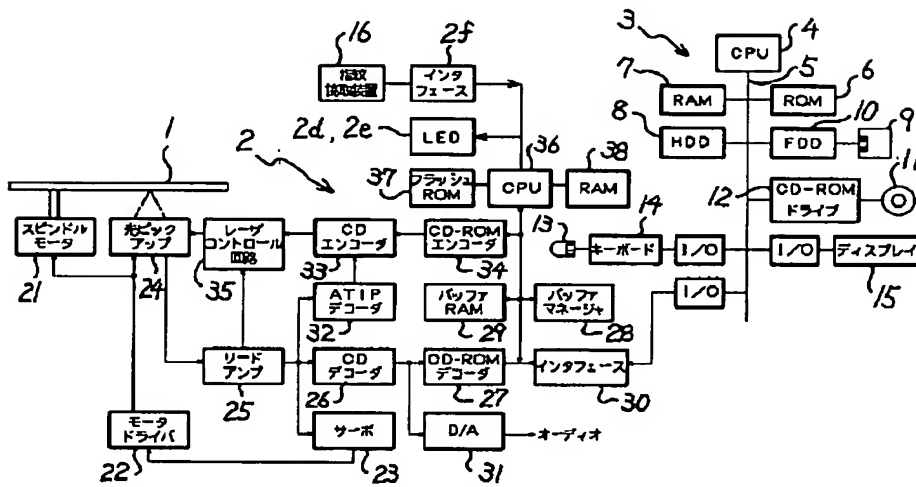 16
2f
3
4
CPU
指紋
読取装置
インタ
フェース
7
5
6
RAM
ROM
8
10
9
2d, 2e
LED
HDD
FDD
11
1
2
36
38
12
37
フラッシュ
ROM
CPU
RAM
CD-ROM
ドライブ
13
14
スピンドル
モータ
光ピック
アップ
レーザ
コントロール
回路
CD
エンコーダ
CD-ROM
エンコーダ
キーボード
I/O
I/O
ディスプレイ
21
24
35
33
34
15
ATIP
デコーダ
バッファ
RAM
バッファ
マネージャ
I/O
32
29
28
リード
アンプ
CD
デコーダ
CD-ROM
デコーダ
インタフェース
25
26
27
30
モータ
ドライバ
サーボ
D/A
オーディオ
22
23
31